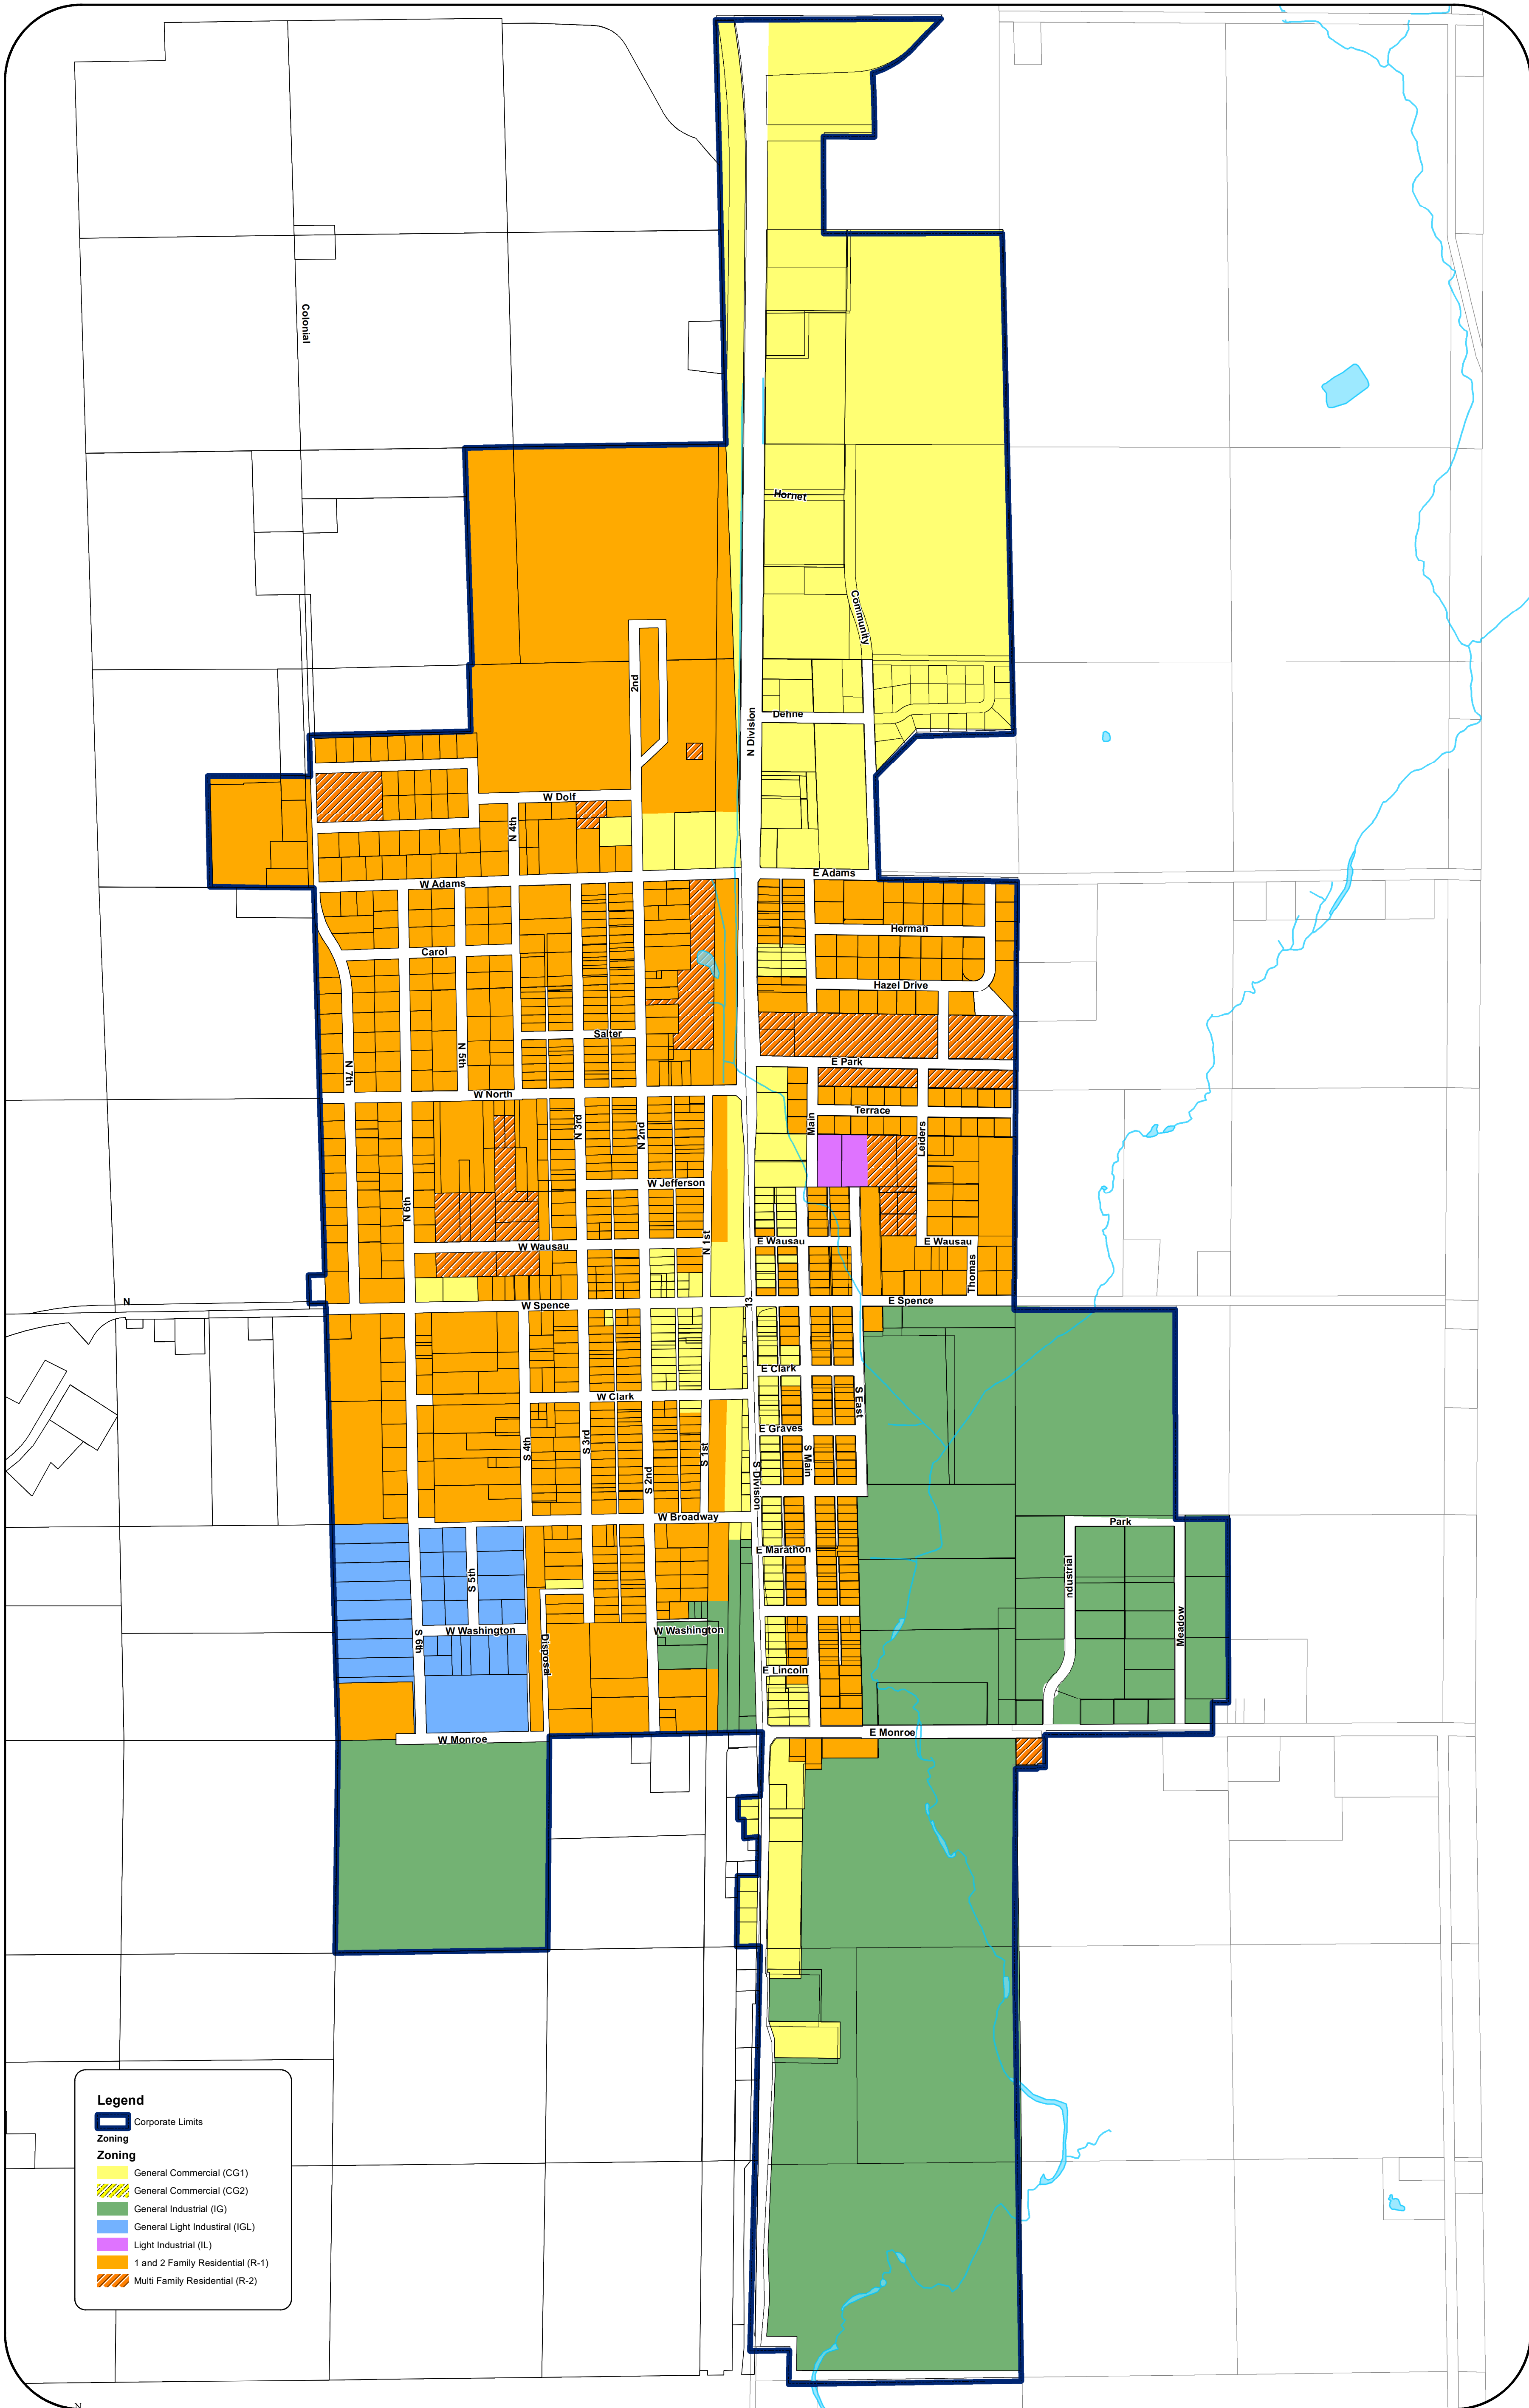 Colonial
Hornet
Community
2nd
N Division
Dehne
W Dolf
N 4th
W Adams
E Adams
Herman
Carol
Hazel Drive
Salter
N 5th
N 7th
E Park
W North
Terrace
N 3rd
N 2nd
Main
Leiders
W Jefferson
N 6th
N 1st
W Wausau
E Wausau
E Wausau
Thomas
N
W Spence
13
E Spence
E Clark
W Clark
S East
E Graves
S 4th
S 3rd
S 1st
S Main
S 2nd
S Division
W Broadway
Park
E Marathon
Industrial
S 5th
Meadow
W Washington
W Washington
S 6th
Disposal
E Lincoln
E Monroe
W Monroe
Legend
Corporate Limits
Zoning
Zoning
General Commercial (CG1)
General Commercial (CG2)
General Industrial (IG)
General Light Industiral (IGL)
Light Industrial (IL)
1 and 2 Family Residential (R-1)
Multi Family Residential (R-2)
N